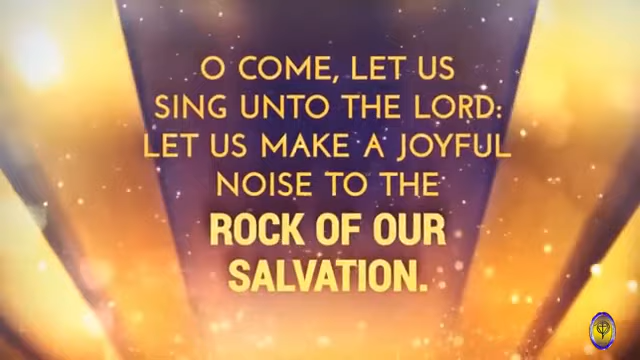 O COME, LET US
SING UNTO THE LORD:
LET US MAKE A JOYFUL
NOISE TO THE
ROCK OF OUR
SALVATION.